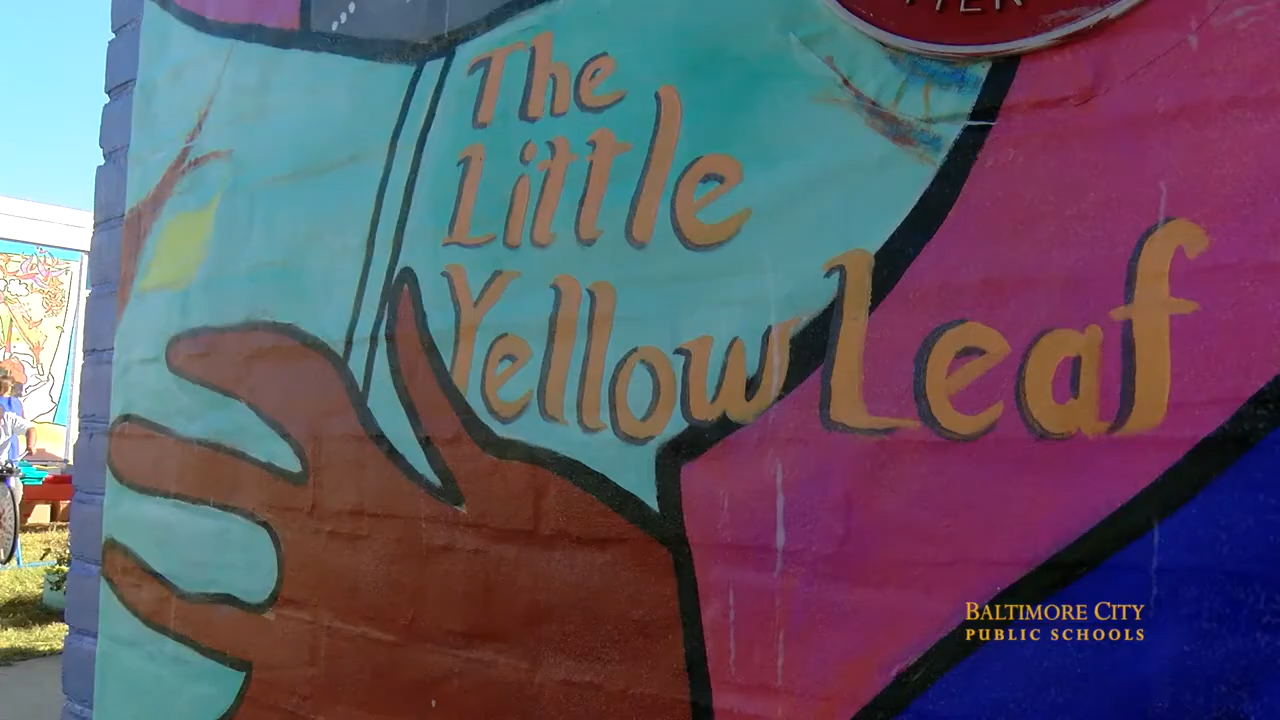 The
Little
Yellow Leaf
BALTIMORE CITY
PUBLIC SCHOOLS